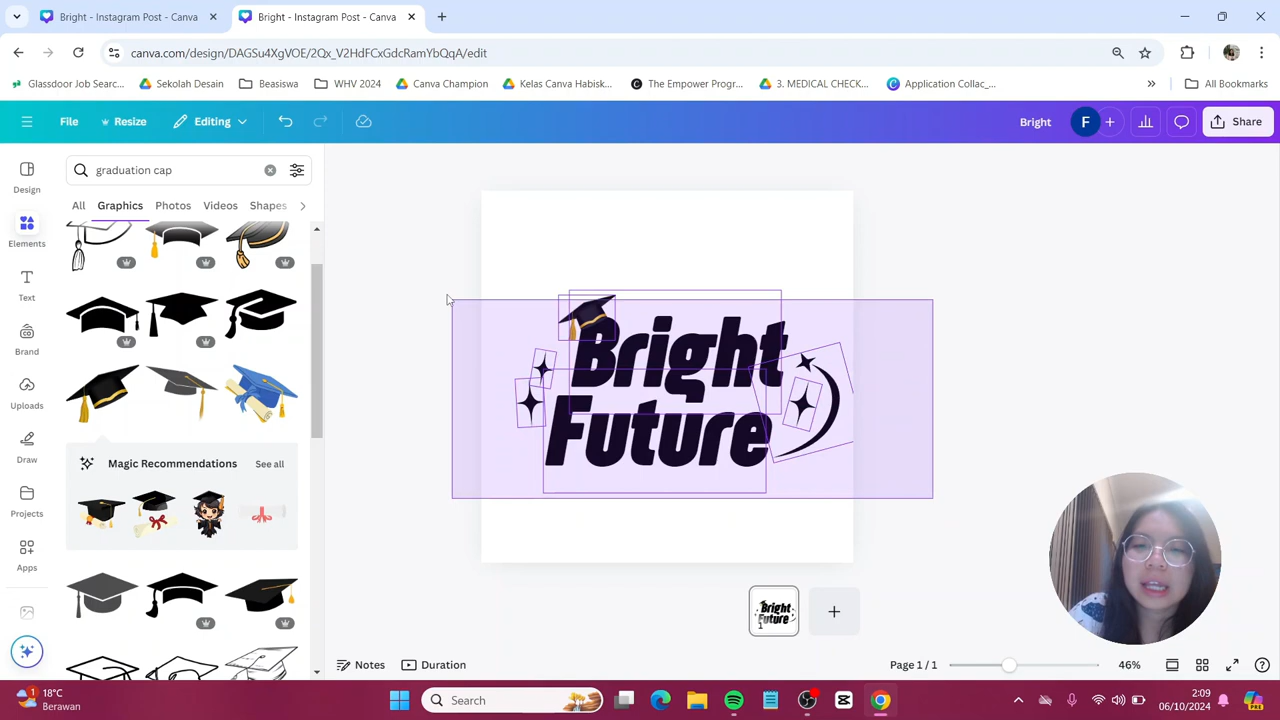 Bright - Instagram Post - Canva
Bright - Instagram Post - Canva
canva.com/design/DAGSu4XgVOE/2Qx_V2HdFCxGdcRamYbQqA/edit
Glassdoor Job Searc...
Sekolah Desain
Beasiswa
WHV 2024
Canva Champion
Kelas Canva Habisk...
The Empower Progr...
3. MEDICAL CHECK...
Application Collac_...
All Bookmarks
File
Resize
Editing
Bright
F
Share
Design
Elements
Text
Brand
Uploads
Draw
Projects
Apps
graduation cap
All
Graphics
Photos
Videos
Shapes
Magic Recommendations
See all
Bright
Future
Bright
Future
1
Notes
Duration
Page 1 / 1
46%
1
18°C
Berawan
Search
2:09
06/10/2024